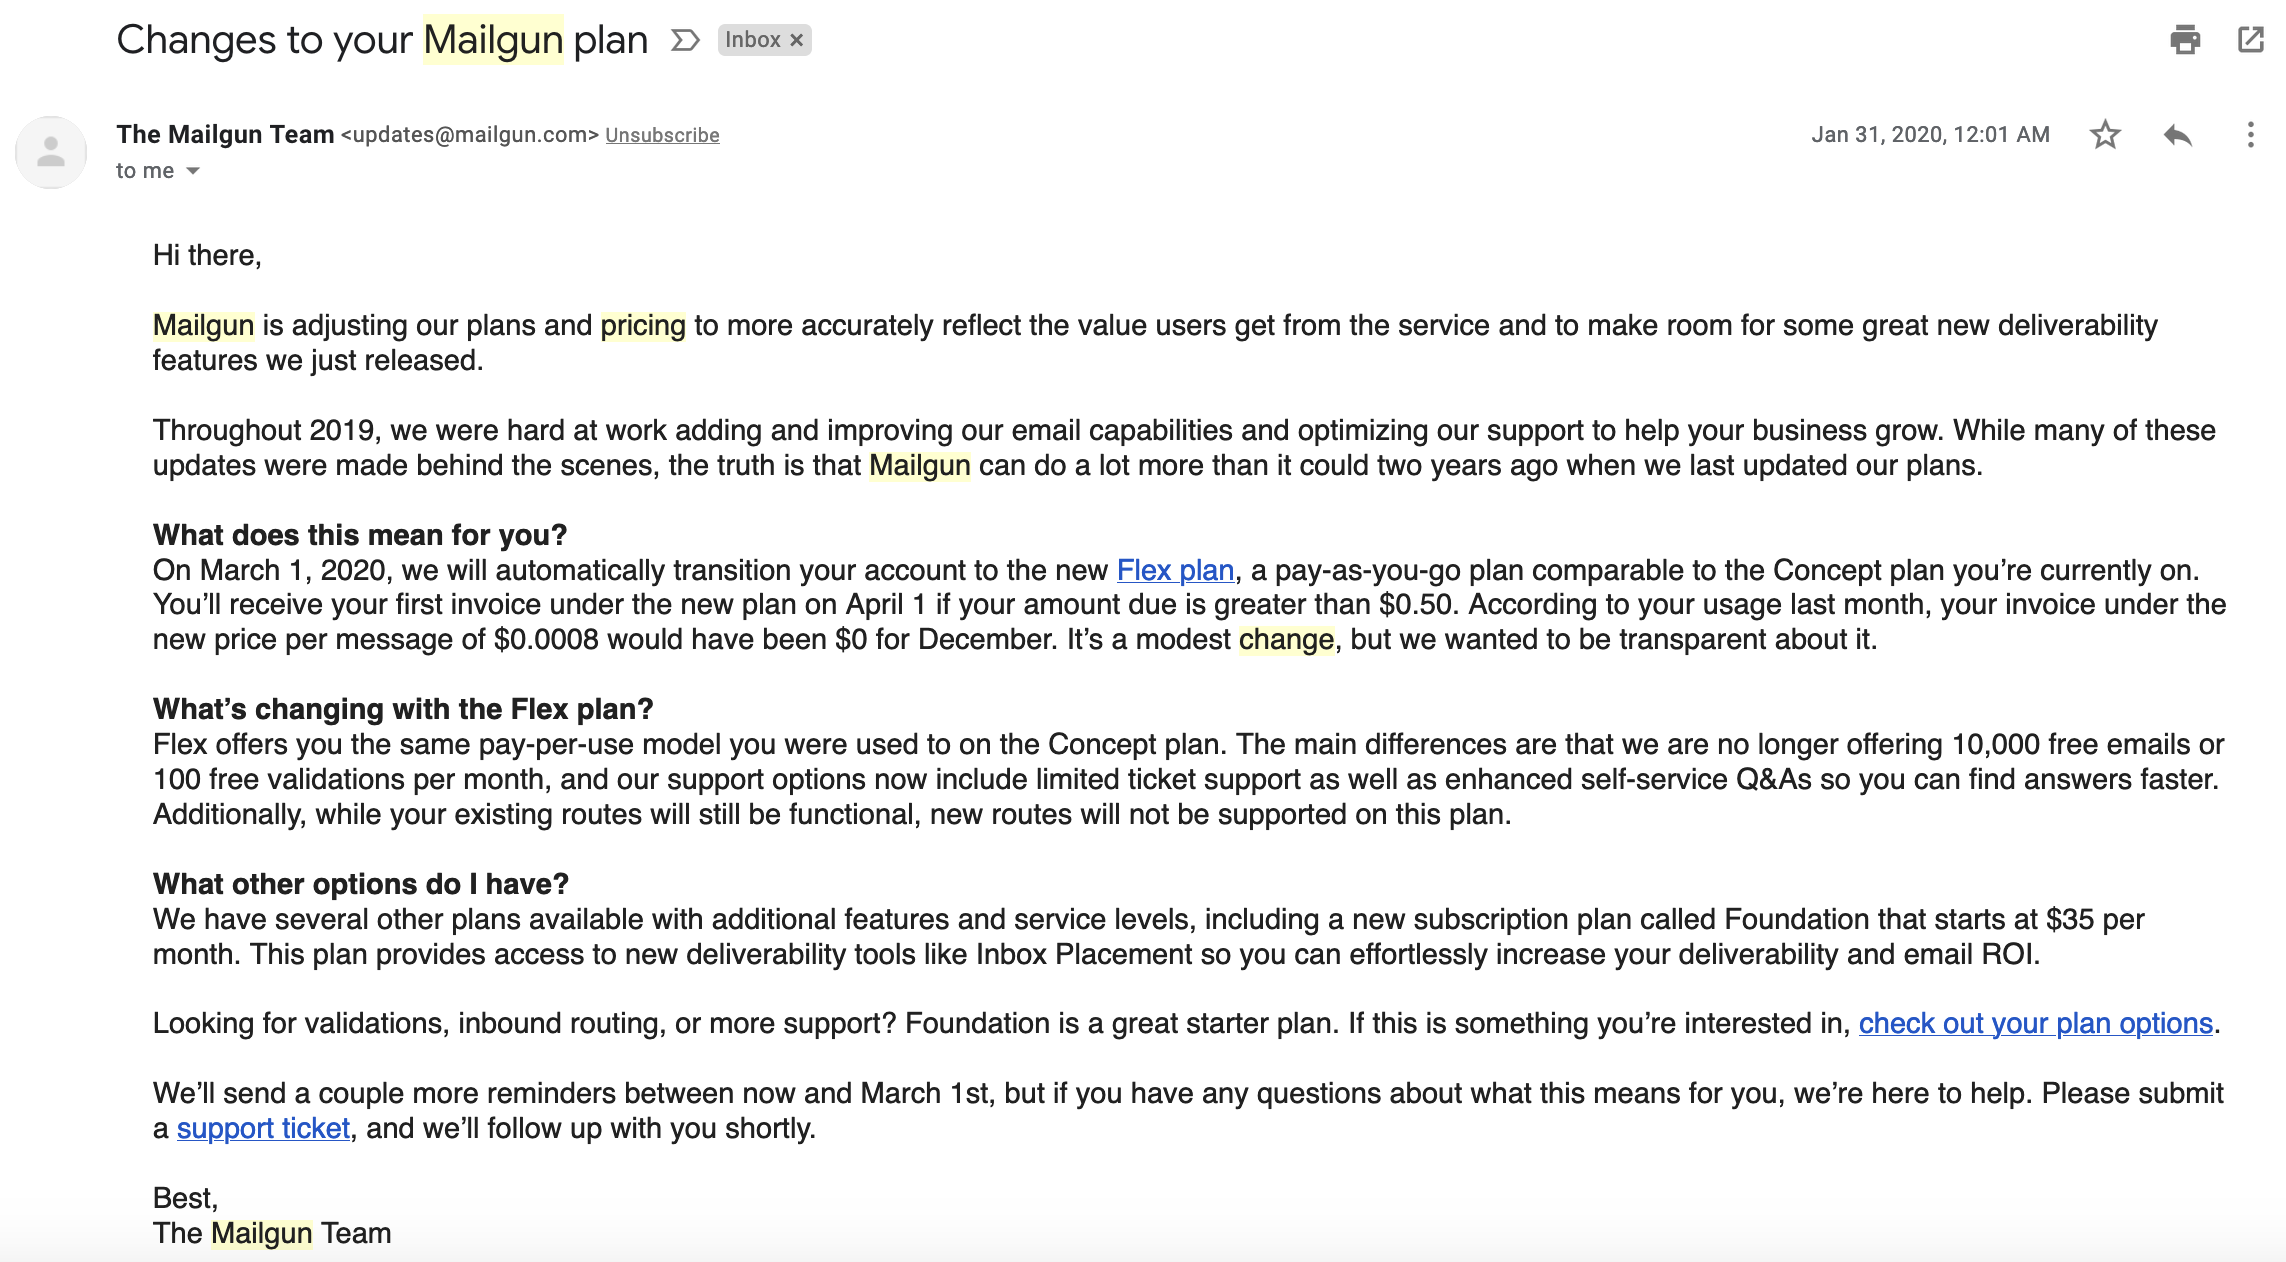 Changes to your Mailgun plan Inbox ×
The Mailgun Team <updates@mailgun.com> Unsubscribe Jan 31, 2020, 12:01 AM
to me
Hi there,
Mailgun is adjusting our plans and pricing to more accurately reflect the value users get from the service and to make room for some great new deliverability
features we just released.
Throughout 2019, we were hard at work adding and improving our email capabilities and optimizing our support to help your business grow. While many of these
updates were made behind the scenes, the truth is that Mailgun can do a lot more than it could two years ago when we last updated our plans.
What does this mean for you?
On March 1, 2020, we will automatically transition your account to the new Flex plan, a pay-as-you-go plan comparable to the Concept plan you’re currently on.
You’ll receive your first invoice under the new plan on April 1 if your amount due is greater than $0.50. According to your usage last month, your invoice under the
new price per message of $0.0008 would have been $0 for December. It’s a modest change, but we wanted to be transparent about it.
What’s changing with the Flex plan?
Flex offers you the same pay-per-use model you were used to on the Concept plan. The main differences are that we are no longer offering 10,000 free emails or
100 free validations per month, and our support options now include limited ticket support as well as enhanced self-service Q&As so you can find answers faster.
Additionally, while your existing routes will still be functional, new routes will not be supported on this plan.
What other options do I have?
We have several other plans available with additional features and service levels, including a new subscription plan called Foundation that starts at $35 per
month. This plan provides access to new deliverability tools like Inbox Placement so you can effortlessly increase your deliverability and email ROI.
Looking for validations, inbound routing, or more support? Foundation is a great starter plan. If this is something you’re interested in, check out your plan options.
We’ll send a couple more reminders between now and March 1st, but if you have any questions about what this means for you, we’re here to help. Please submit
a support ticket, and we’ll follow up with you shortly.
Best,
The Mailgun Team